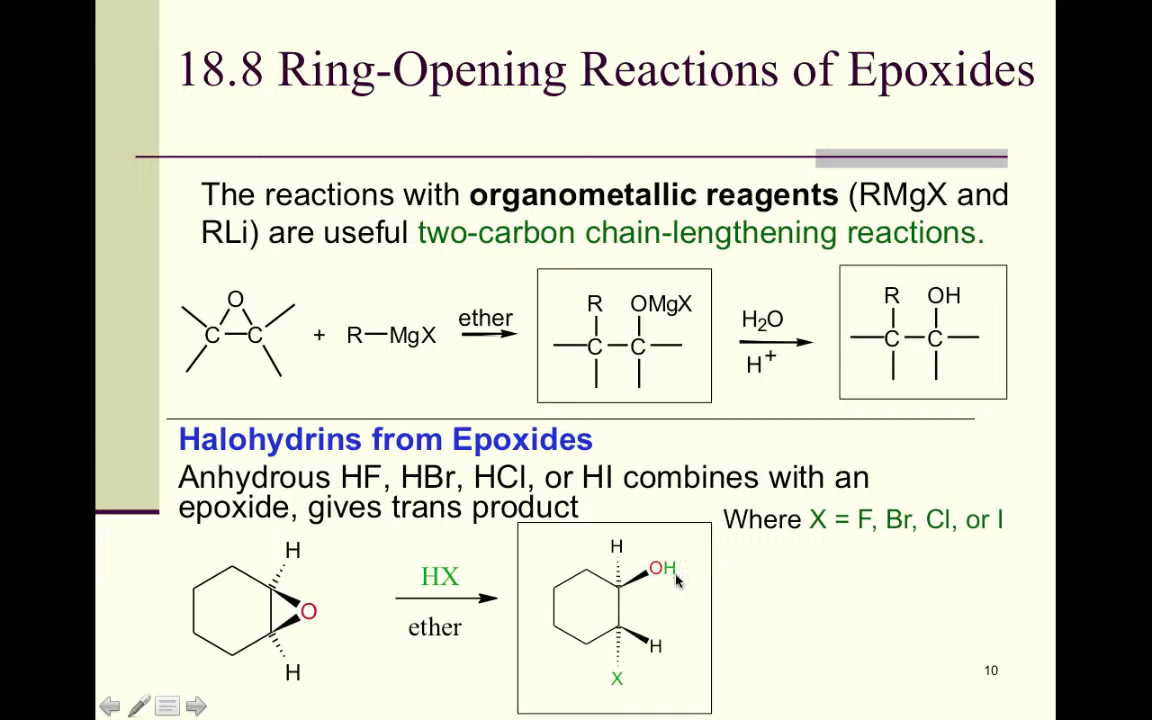 18.8 Ring-Opening Reactions of Epoxides
The reactions with organometallic reagents (RMgX and
RLi) are useful two-carbon chain-lengthening reactions.
O
C C
+ R MgX
ether
R OMgX
C C
H2O
H+
R OH
C C
Halohydrins from Epoxides
Anhydrous HF, HBr, HCl, or HI combines with an
epoxide, gives trans product
Where X = F, Br, Cl, or I
H
O
H
HX
ether
H
OH
H
X
10